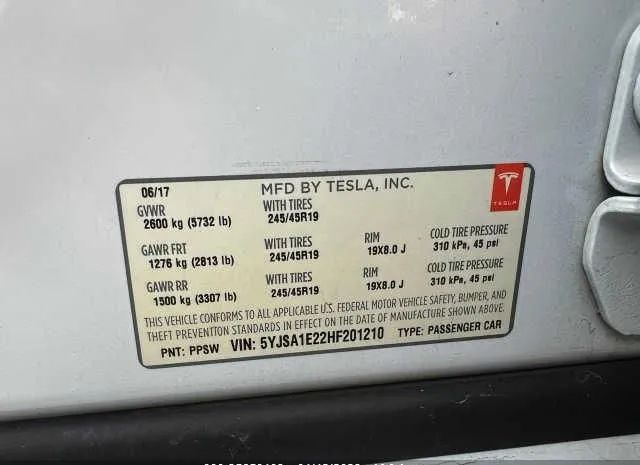 06/17 MFD BY TESLA, INC. TESLA
GVWR WITH TIRES
2600 kg (5732 lb) 245/45R19
GAWR FRT WITH TIRES RIM COLD TIRE PRESSURE
1276 kg (2813 lb) 245/45R19 19X8.0 J 310 kPa, 45 psi
GAWR RR WITH TIRES RIM COLD TIRE PRESSURE
1500 kg (3307 lb) 245/45R19 19X8.0 J 310 kPa, 45 psi
THIS VEHICLE CONFORMS TO ALL APPLICABLE U.S. FEDERAL MOTOR VEHICLE SAFETY, BUMPER, AND
THEFT PREVENTION STANDARDS IN EFFECT ON THE DATE OF MANUFACTURE SHOWN ABOVE.
PNT: PPSW VIN: 5YJSA1E22HF201210 TYPE: PASSENGER CAR